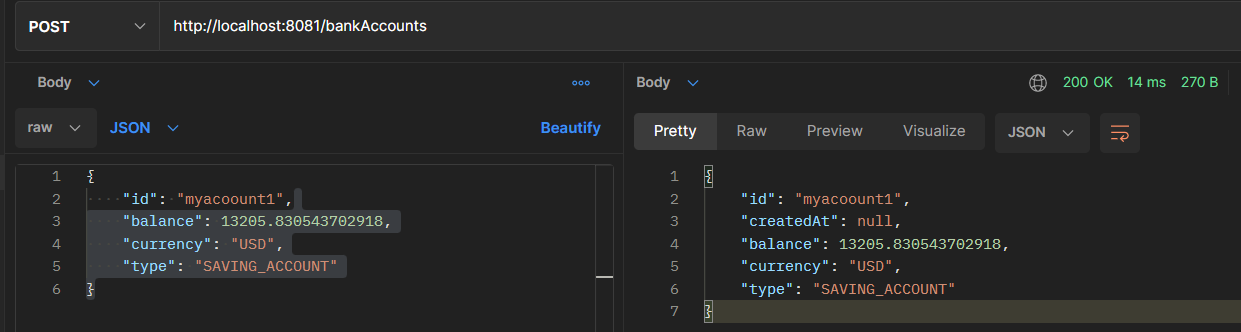 POST http://localhost:8081/bankAccounts
Body
raw JSON Beautify
1 {
2 "id": "myacoount1",
3 "balance": 13205.830543702918,
4 "currency": "USD",
5 "type": "SAVING_ACCOUNT"
6 }
Body 200 OK 14 ms 270 B
Pretty Raw Preview Visualize JSON
1 {
2 "id": "myacoount1",
3 "createdAt": null,
4 "balance": 13205.830543702918,
5 "currency": "USD",
6 "type": "SAVING_ACCOUNT"
7 }